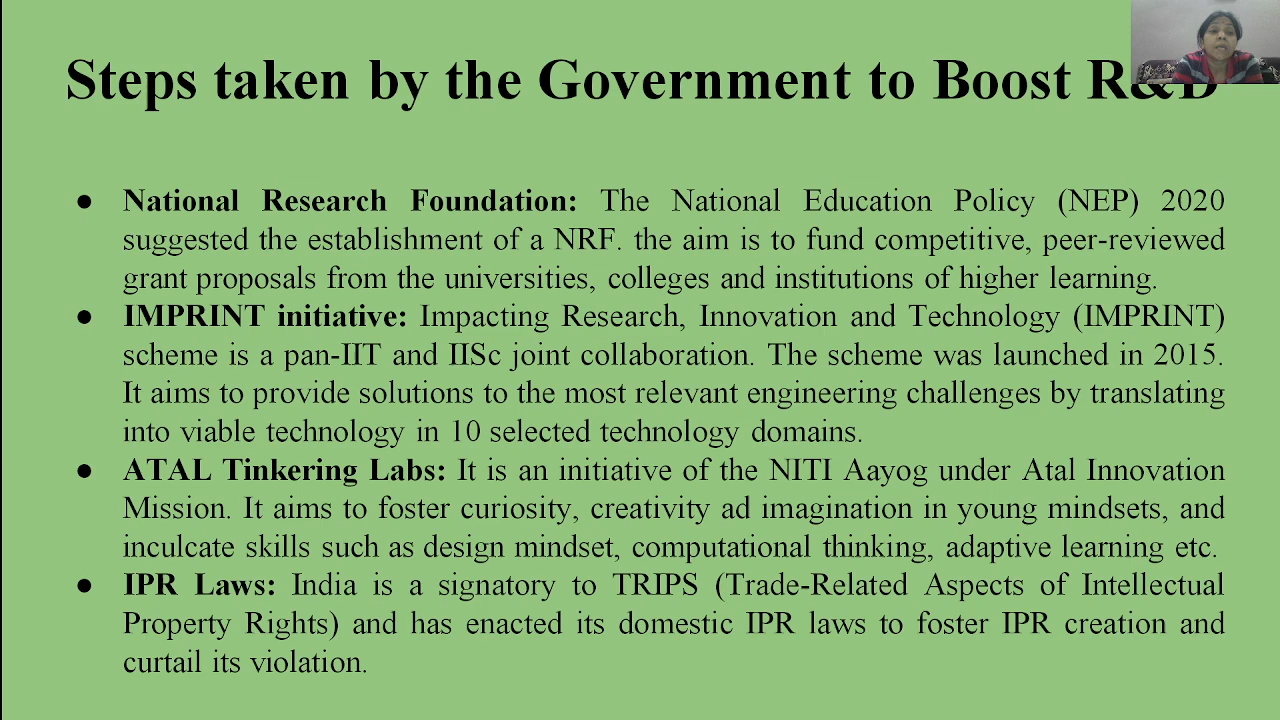 Steps taken by the Government to Boost R&D
● National Research Foundation: The National Education Policy (NEP) 2020
suggested the establishment of a NRF. the aim is to fund competitive, peer-reviewed
grant proposals from the universities, colleges and institutions of higher learning.
● IMPRINT initiative: Impacting Research, Innovation and Technology (IMPRINT)
scheme is a pan-IIT and IISc joint collaboration. The scheme was launched in 2015.
It aims to provide solutions to the most relevant engineering challenges by translating
into viable technology in 10 selected technology domains.
● ATAL Tinkering Labs: It is an initiative of the NITI Aayog under Atal Innovation
Mission. It aims to foster curiosity, creativity ad imagination in young mindsets, and
inculcate skills such as design mindset, computational thinking, adaptive learning etc.
● IPR Laws: India is a signatory to TRIPS (Trade-Related Aspects of Intellectual
Property Rights) and has enacted its domestic IPR laws to foster IPR creation and
curtail its violation.